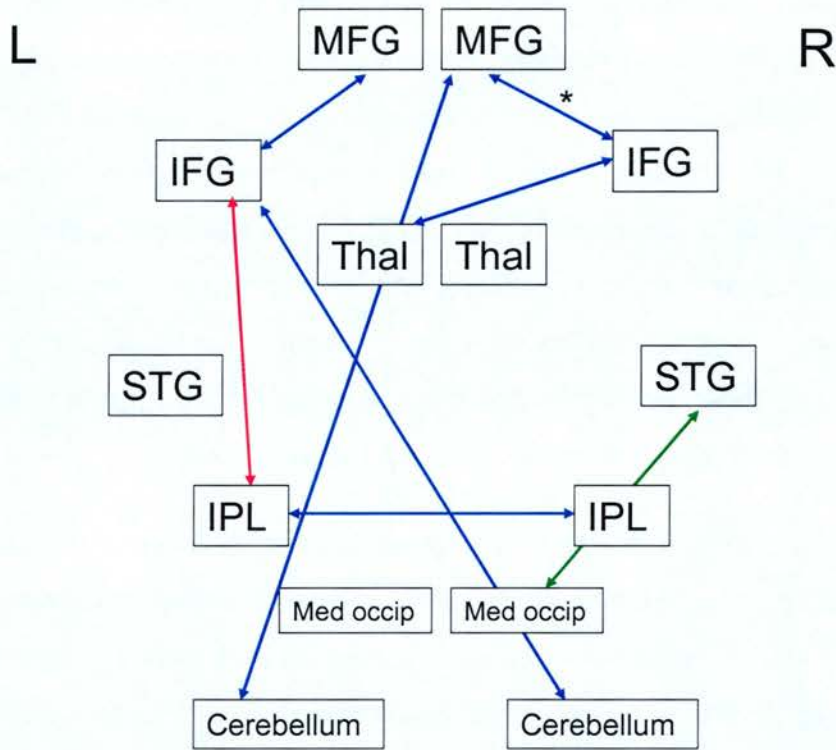 L MFG MFG R
*
IFG IFG
Thal Thal
STG STG
IPL IPL
Med occip Med occip
Cerebellum Cerebellum